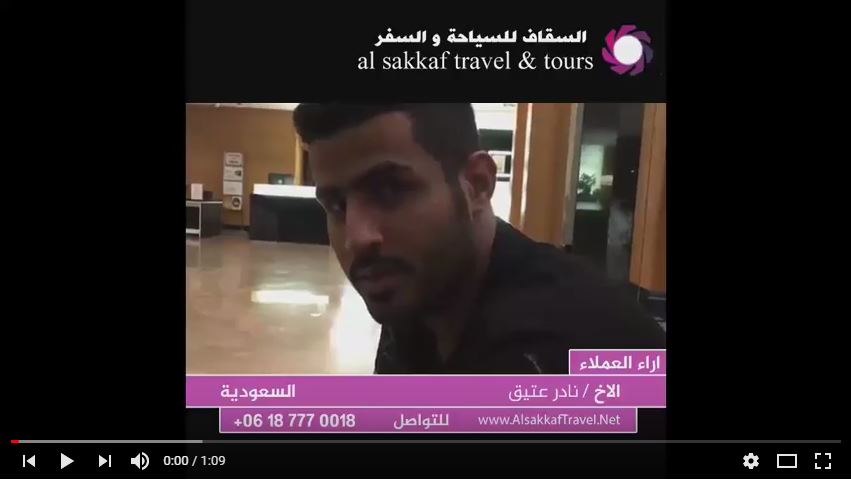 السقاف للسياحة و السفر
al sakkaf travel & tours
اراء العملاء
الاخ / نادر عتيق
السعودية
www.AlsakkafTravel.Net
للتواصل
+06 18 777 0018
0:00 / 1:09